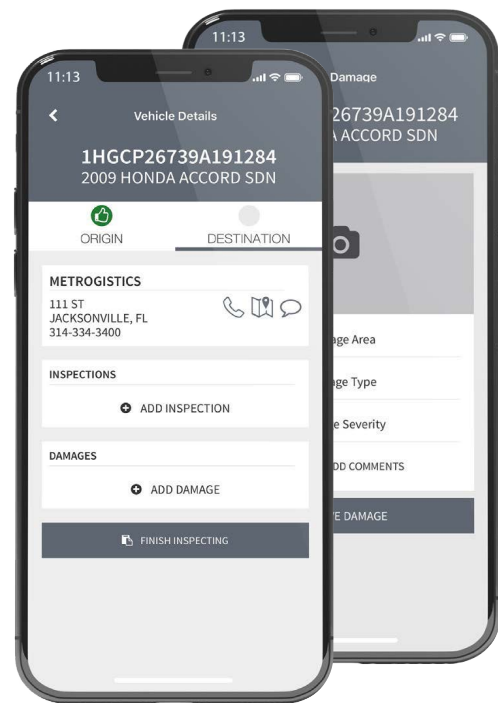 11:13
Vehicle Details
1HGCP26739A191284
2009 HONDA ACCORD SDN
ORIGIN
DESTINATION
METROGISTICS
111 ST
JACKSONVILLE, FL
314-334-3400
INSPECTIONS
ADD INSPECTION
DAMAGES
ADD DAMAGE
FINISH INSPECTING
11:13
Damage
26739A191284
ACCORD SDN
age Area
age Type
e Severity
DD COMMENTS
E DAMAGE